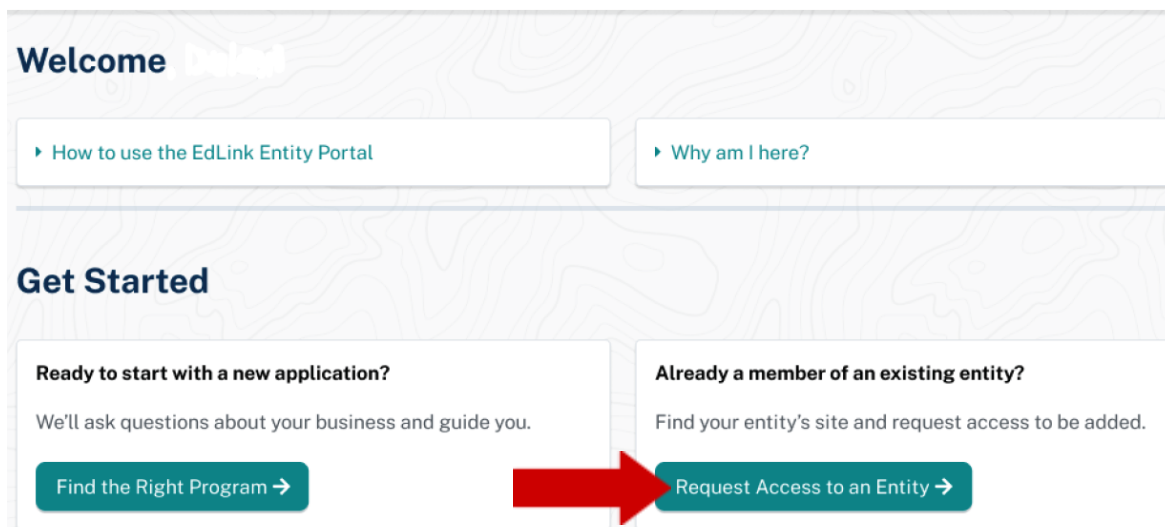 Welcome
How to use the EdLink Entity Portal
Why am I here?
Get Started
Ready to start with a new application?
We'll ask questions about your business and guide you.
Find the Right Program →
Already a member of an existing entity?
Find your entity's site and request access to be added.
Request Access to an Entity →